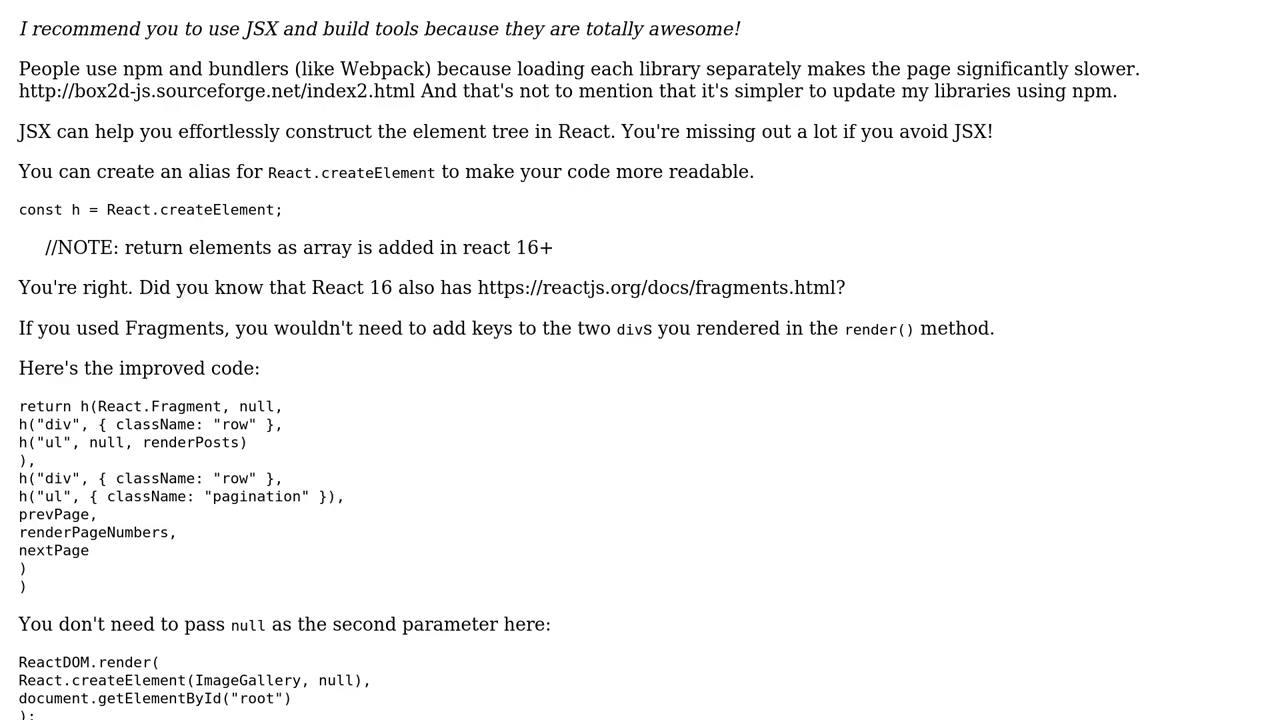 I recommend you to use JSX and build tools because they are totally awesome!
People use npm and bundlers (like Webpack) because loading each library separately makes the page significantly slower.
http://box2d-js.sourceforge.net/index2.html And that's not to mention that it's simpler to update my libraries using npm.
JSX can help you effortlessly construct the element tree in React. You're missing out a lot if you avoid JSX!
You can create an alias for React.createElement to make your code more readable.
const h = React.createElement;
//NOTE: return elements as array is added in react 16+
You're right. Did you know that React 16 also has https://reactjs.org/docs/fragments.html?
If you used Fragments, you wouldn't need to add keys to the two divs you rendered in the render() method.
Here's the improved code:
return h(React.Fragment, null,
h("div", { className: "row" },
h("ul", null, renderPosts)
),
h("div", { className: "row" },
h("ul", { className: "pagination" }),
prevPage,
renderPageNumbers,
nextPage
)
)
You don't need to pass null as the second parameter here:
ReactDOM.render(
React.createElement(ImageGallery, null),
document.getElementById("root")
);